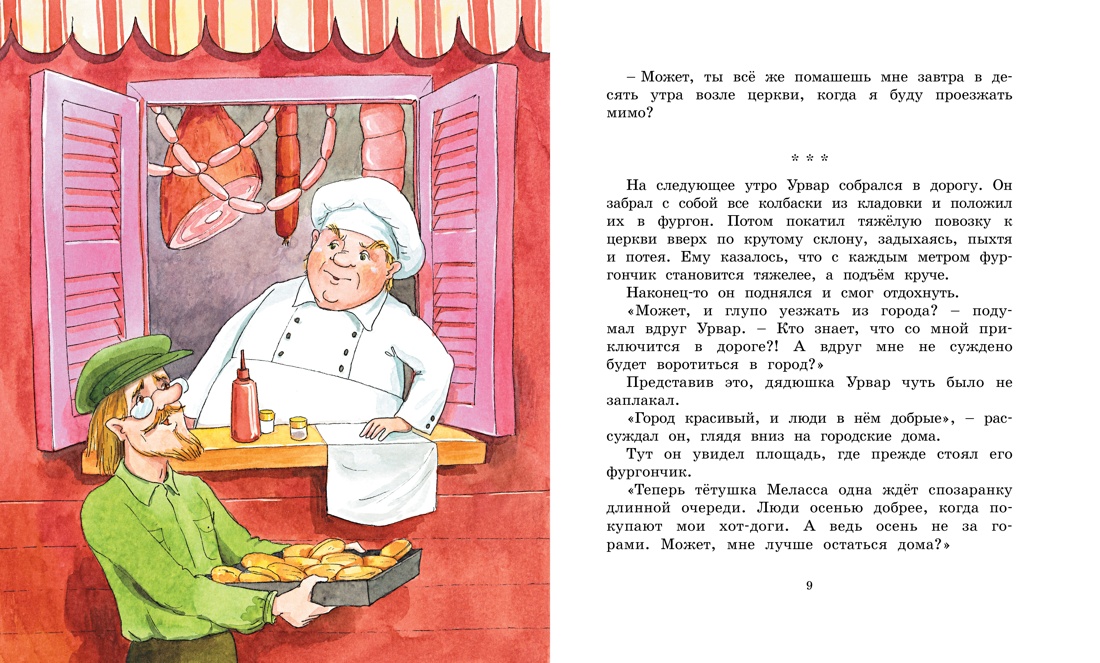 – Может, ты всё же помашешь мне завтра в де-
сять утра возле церкви, когда я буду проезжать
мимо?
* * *
На следующее утро Урвар собрался в дорогу. Он
забрал с собой все колбаски из кладовки и положил
их в фургон. Потом покатил тяжёлую повозку к
церкви вверх по крутому склону, задыхаясь, пыхтя
и потея. Ему казалось, что с каждым метром фур-
гончик становится тяжелее, а подъём круче.
Наконец-то он поднялся и смог отдохнуть.
«Может, и глупо уезжать из города? – поду-
мал вдруг Урвар. – Кто знает, что со мной при-
ключится в дороге?! А вдруг мне не суждено
будет воротиться в город?»
Представив это, дядюшка Урвар чуть было не
заплакал.
«Город красивый, и люди в нём добрые», – рас-
суждал он, глядя вниз на городские дома.
Тут он увидел площадь, где прежде стоял его
фургончик.
«Теперь тётушка Меласса одна ждёт спозаранку
длинной очереди. Люди осенью добрее, когда по-
купают мои хот-доги. А ведь осень не за го-
рами. Может, мне лучше остаться дома?»
9